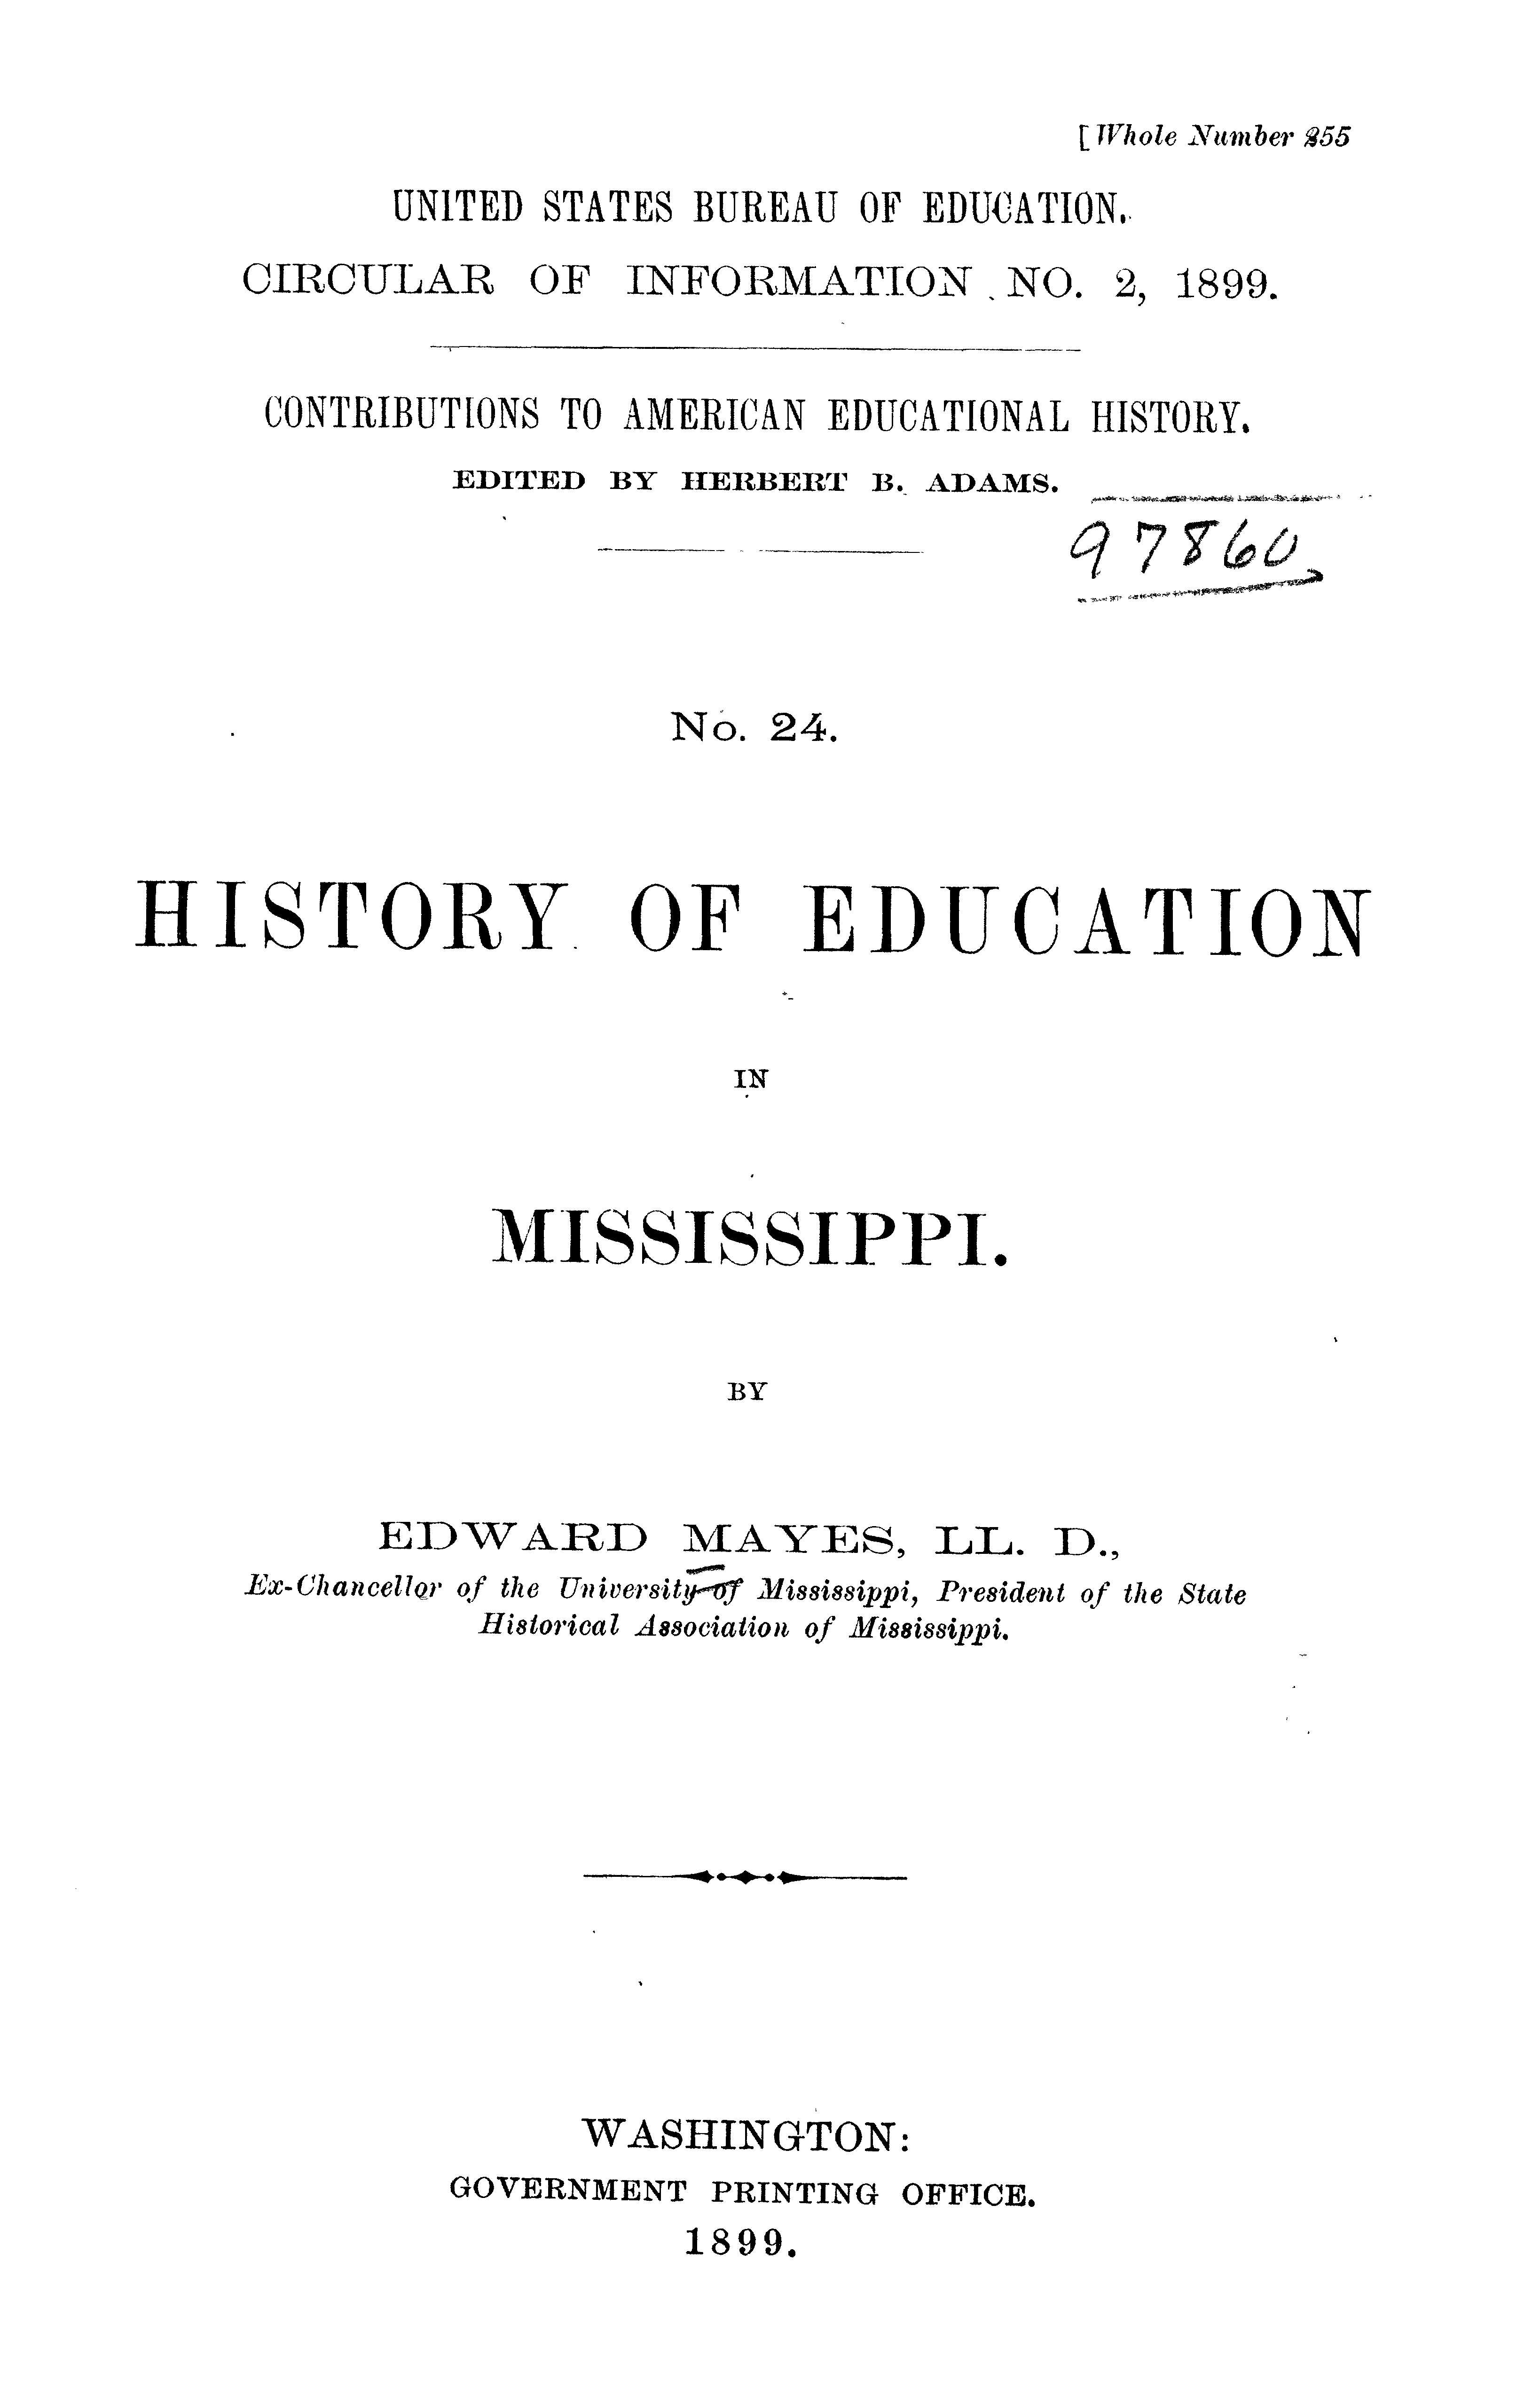 [Whole Number 255
UNITED STATES BUREAU OF EDUCATION.
CIRCULAR OF INFORMATION NO. 2, 1899.
CONTRIBUTIONS TO AMERICAN EDUCATIONAL HISTORY.
EDITED BY HERBERT B. ADAMS.
97860
No. 24.
HISTORY OF EDUCATION
IN
MISSISSIPPI.
BY
EDWARD MAYES, LL. D.,
Ex-Chancellor of the University of Mississippi, President of the State
Historical Association of Mississippi.
WASHINGTON:
GOVERNMENT PRINTING OFFICE.
1899.